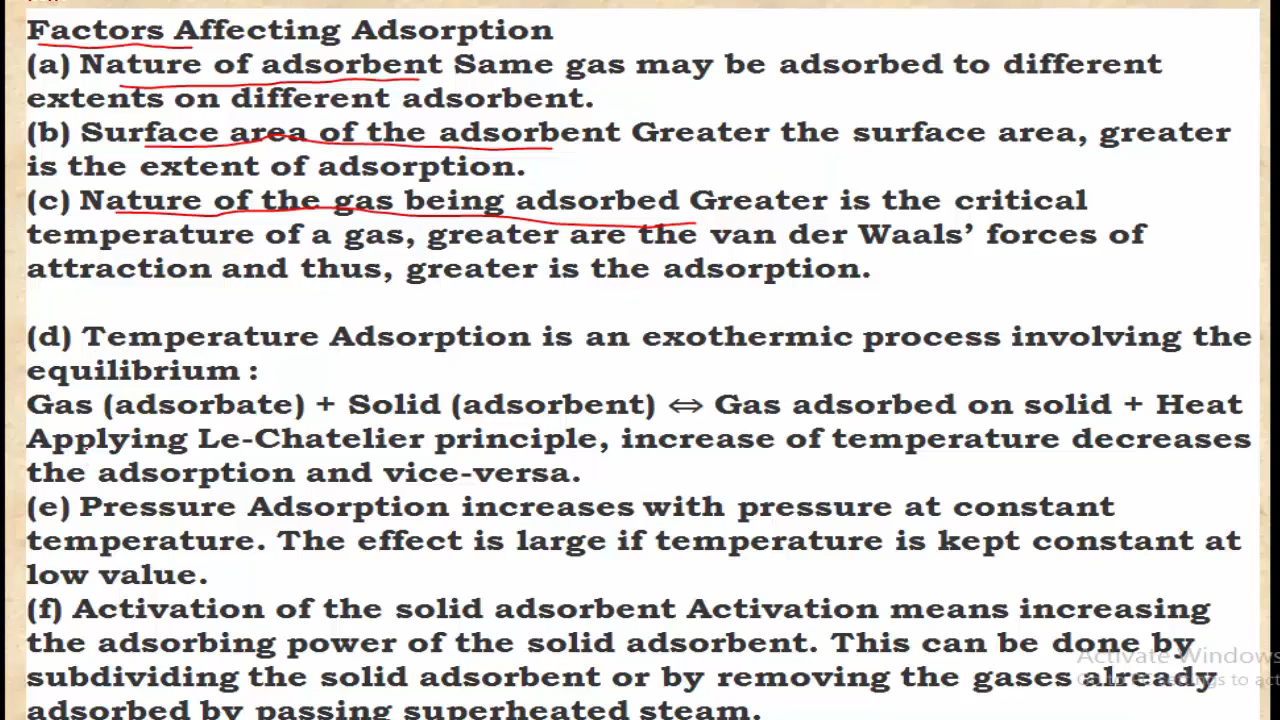 Factors Affecting Adsorption
(a) Nature of adsorbent Same gas may be adsorbed to different
extents on different adsorbent.
(b) Surface area of the adsorbent Greater the surface area, greater
is the extent of adsorption.
(c) Nature of the gas being adsorbed Greater is the critical
temperature of a gas, greater are the van der Waals’ forces of
attraction and thus, greater is the adsorption.
(d) Temperature Adsorption is an exothermic process involving the
equilibrium :
Gas (adsorbate) + Solid (adsorbent) ⇔ Gas adsorbed on solid + Heat
Applying Le-Chatelier principle, increase of temperature decreases
the adsorption and vice-versa.
(e) Pressure Adsorption increases with pressure at constant
temperature. The effect is large if temperature is kept constant at
low value.
(f) Activation of the solid adsorbent Activation means increasing
the adsorbing power of the solid adsorbent. This can be done by
Activate Windows
subdividing the solid adsorbent or by removing the gases already
adsorbed by passing superheated steam.